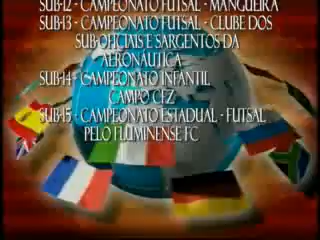 SUB-12 - CAMPEONATO FUTSAL - MANGUEIRA
SUB-13 - CAMPEONATO FUTSAL - CLUBE DOS
SUB-OFICIAIS E SARGENTOS DA
AERONÁUTICA
SUB-14 - CAMPEONATO INFANTIL
CAMPO CFZ
SUB-15 - CAMPEONATO ESTADUAL - FUTSAL
PELO FLUMINENSE FC